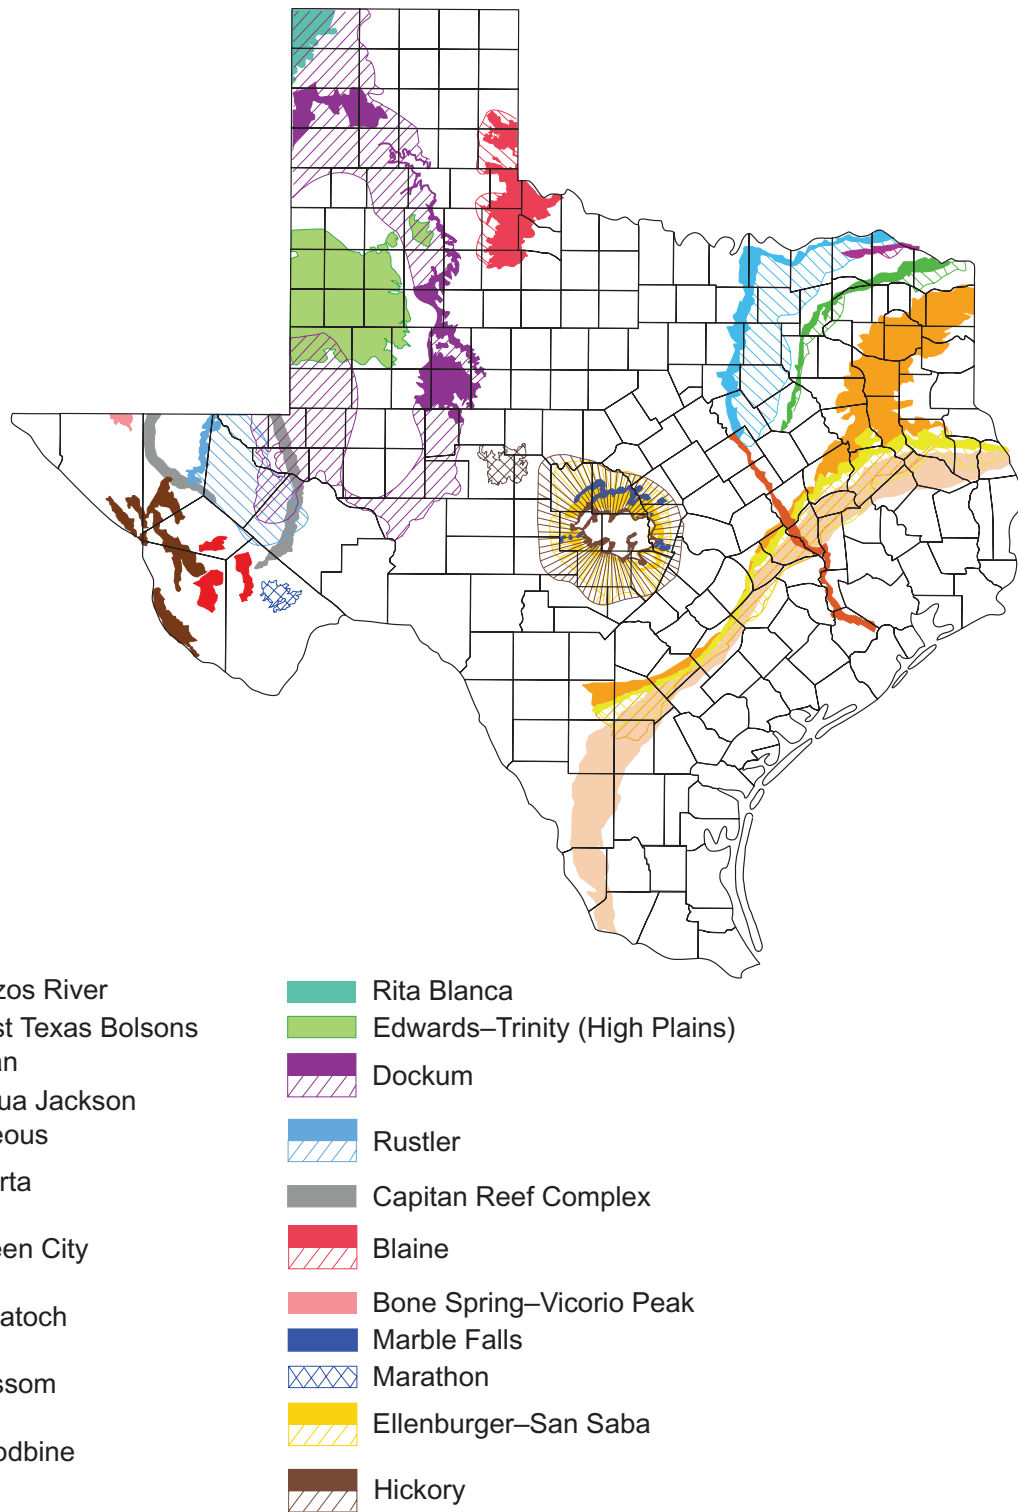 zos River
st Texas Bolsons
an
ua Jackson
eous
rta
een City
atoch
ssom
odbine
Rita Blanca
Edwards–Trinity (High Plains)
Dockum
Rustler
Capitan Reef Complex
Blaine
Bone Spring–Vicorio Peak
Marble Falls
Marathon
Ellenburger–San Saba
Hickory